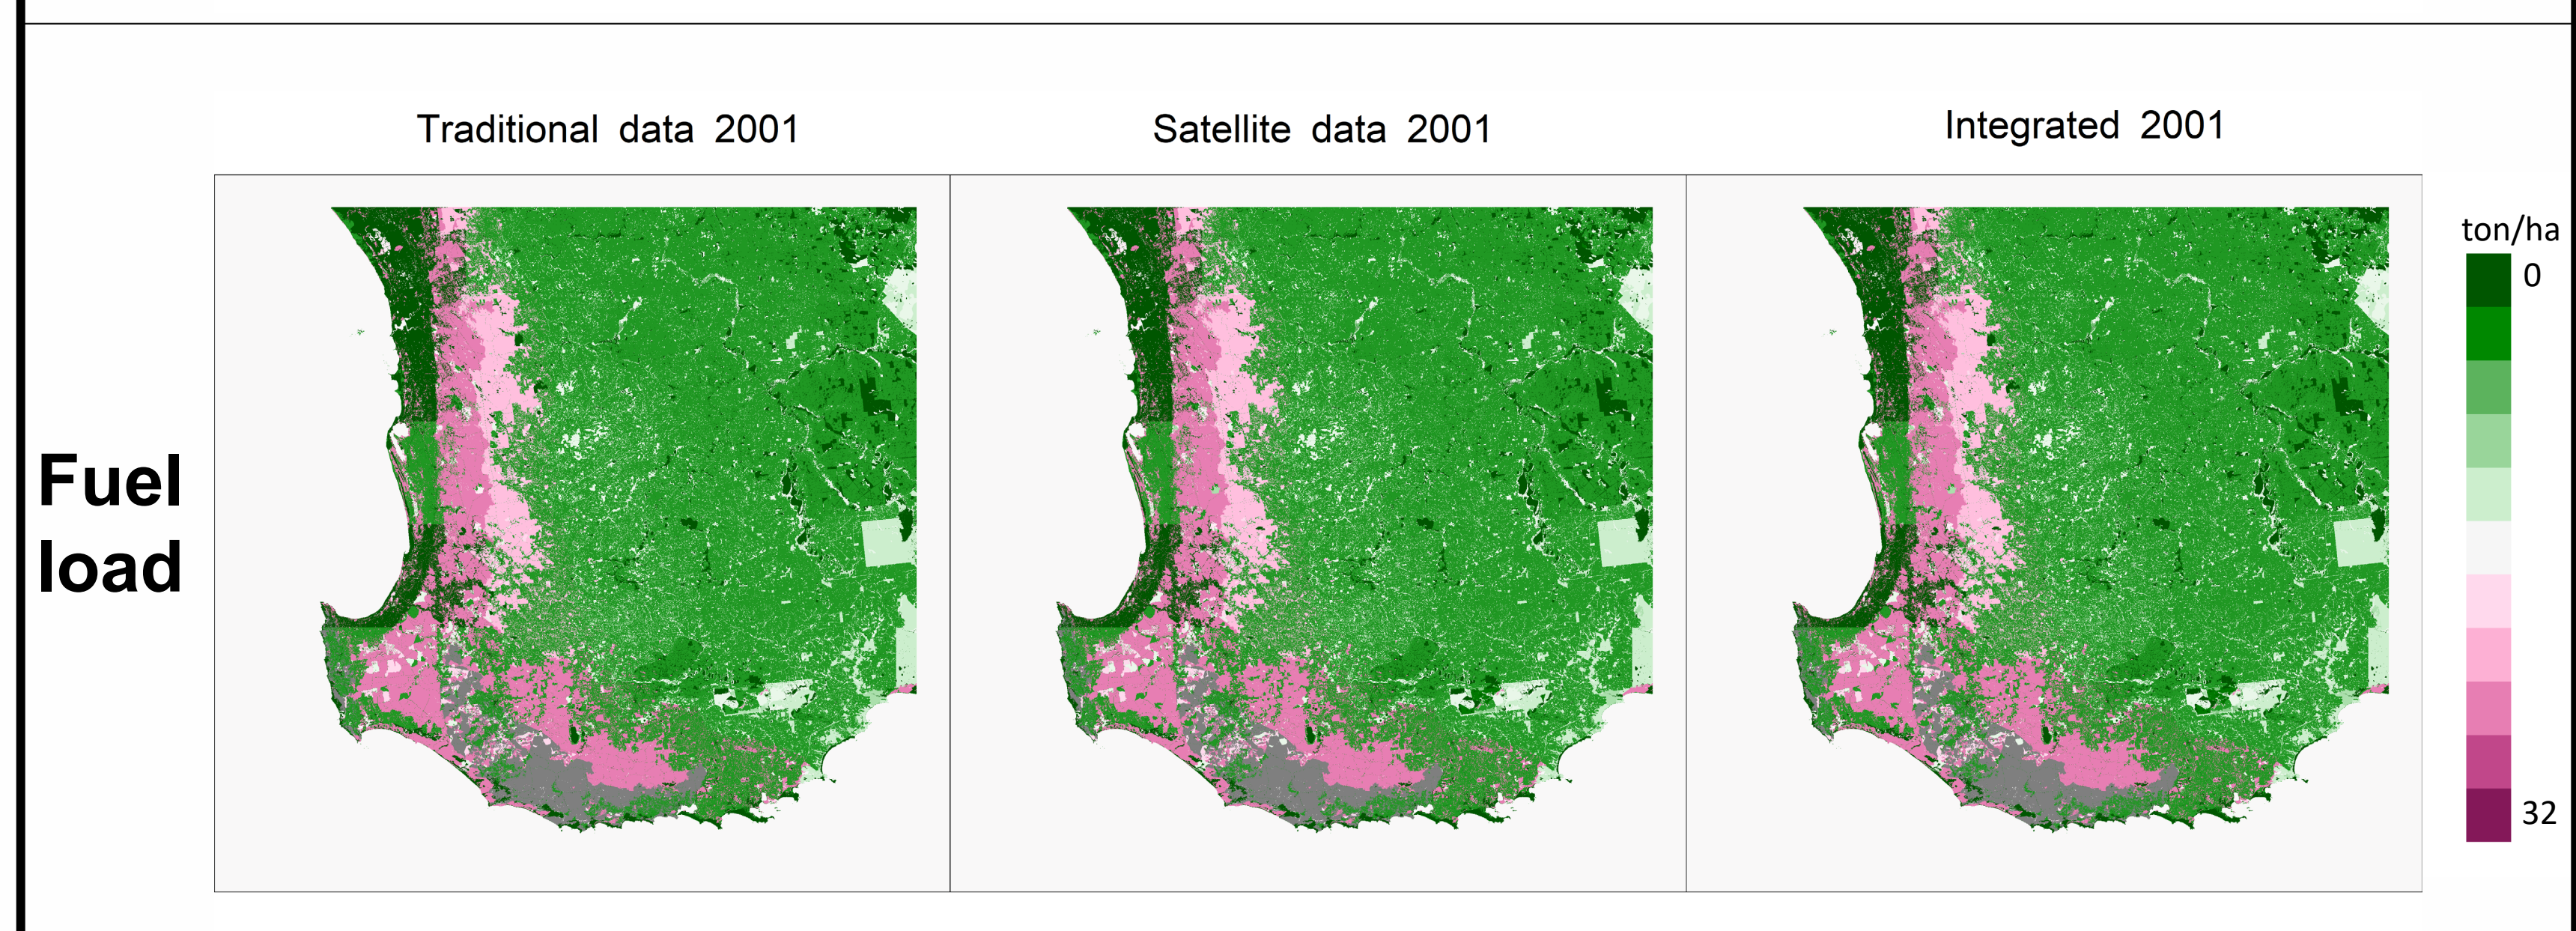 Traditional data 2001
Satellite data 2001
Integrated 2001
ton/ha
0
32
Fuel
load